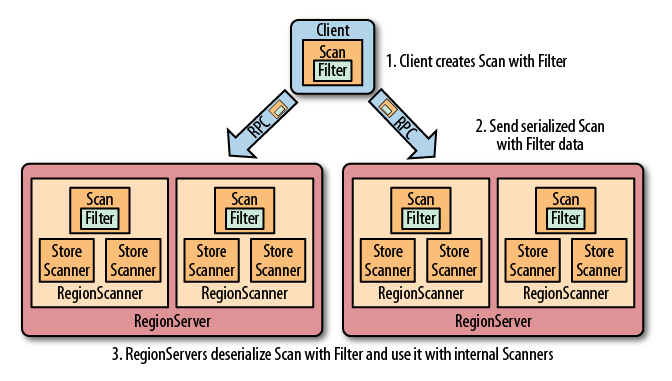 Client
Scan
Filter
1. Client creates Scan with Filter
RPC
RPC
2. Send serialized Scan
with Filter data
Scan
Filter
Store
Scanner
Store
Scanner
RegionScanner
Scan
Filter
Store
Scanner
Store
Scanner
RegionScanner
RegionServer
Scan
Filter
Store
Scanner
Store
Scanner
RegionScanner
Scan
Filter
Store
Scanner
Store
Scanner
RegionScanner
RegionServer
3. RegionServers deserialize Scan with Filter and use it with internal Scanners